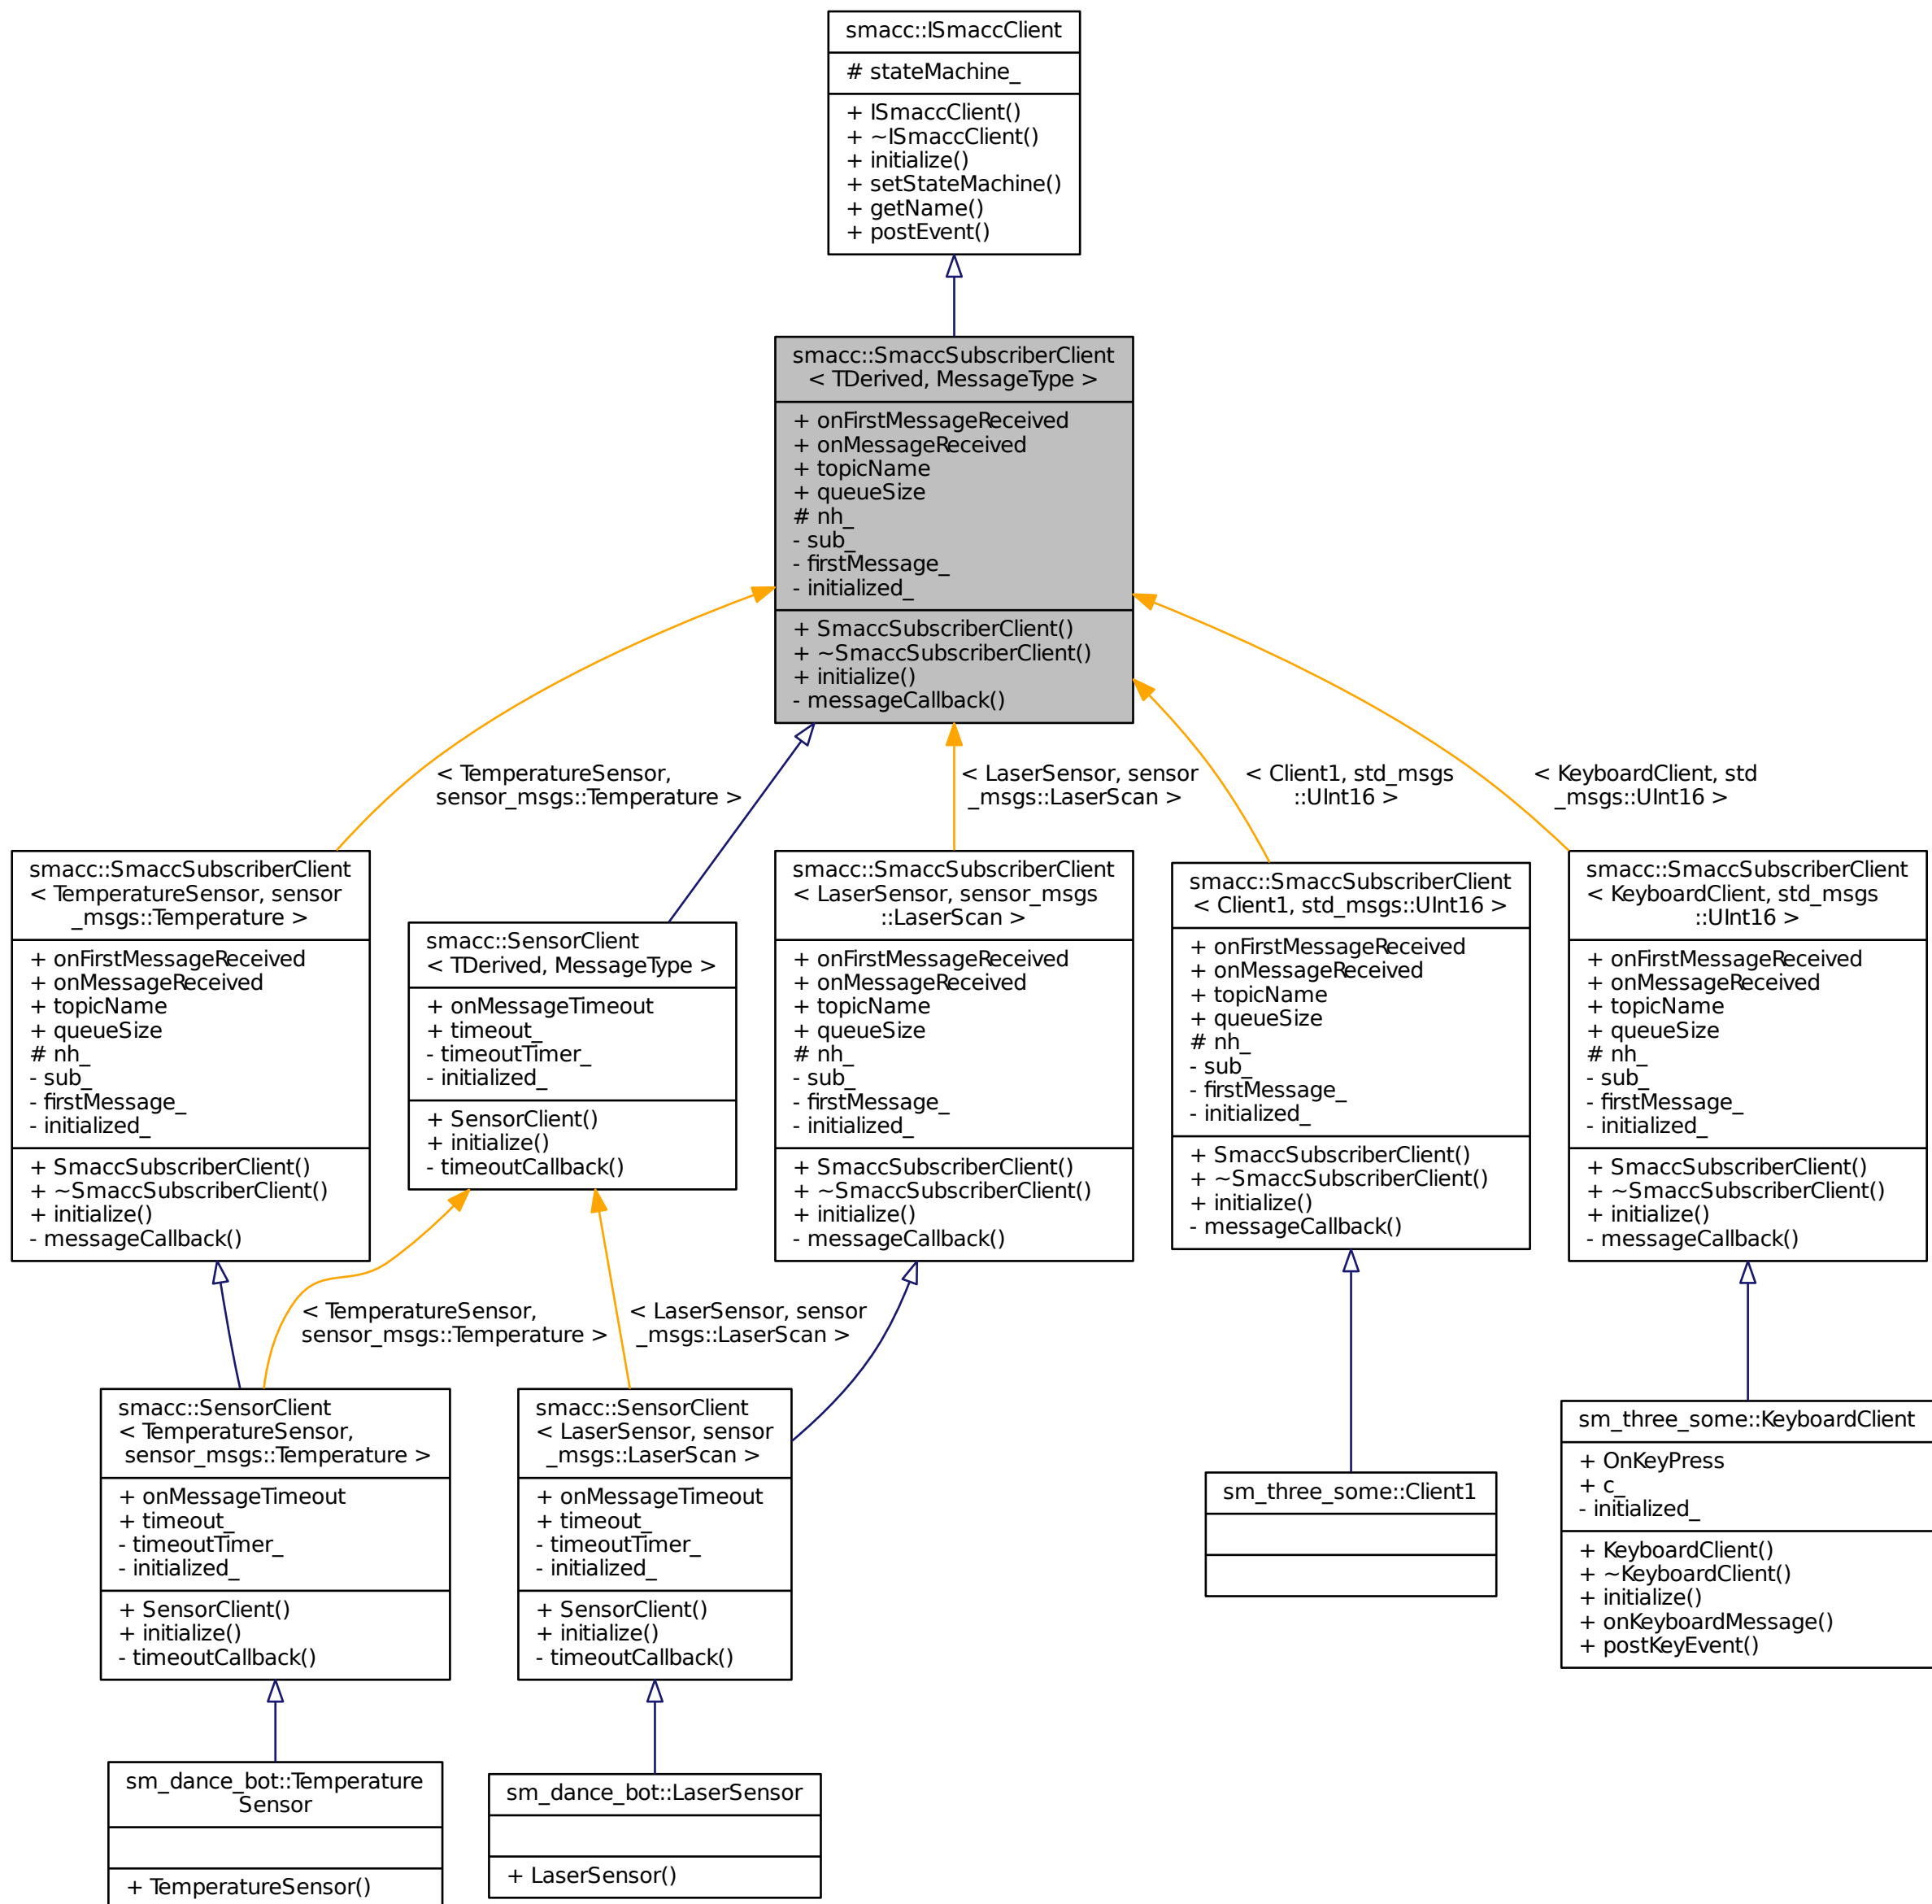 smacc::ISmaccClient
# stateMachine_
+ ISmaccClient()
+ ~ISmaccClient()
+ initialize()
+ setStateMachine()
+ getName()
+ postEvent()
smacc::SmaccSubscriberClient
< TDerived, MessageType >
+ onFirstMessageReceived
+ onMessageReceived
+ topicName
+ queueSize
# nh_
- sub_
- firstMessage_
- initialized_
+ SmaccSubscriberClient()
+ ~SmaccSubscriberClient()
+ initialize()
- messageCallback()
< TemperatureSensor,
sensor_msgs::Temperature >
< LaserSensor, sensor
_msgs::LaserScan >
< Client1, std_msgs
::UInt16 >
< KeyboardClient, std
_msgs::UInt16 >
smacc::SmaccSubscriberClient
< TemperatureSensor, sensor
_msgs::Temperature >
+ onFirstMessageReceived
+ onMessageReceived
+ topicName
+ queueSize
# nh_
- sub_
- firstMessage_
- initialized_
+ SmaccSubscriberClient()
+ ~SmaccSubscriberClient()
+ initialize()
- messageCallback()
smacc::SensorClient
< TDerived, MessageType >
+ onMessageTimeout
+ timeout_
- timeoutTimer_
- initialized_
+ SensorClient()
+ initialize()
- timeoutCallback()
smacc::SmaccSubscriberClient
< LaserSensor, sensor_msgs
::LaserScan >
+ onFirstMessageReceived
+ onMessageReceived
+ topicName
+ queueSize
# nh_
- sub_
- firstMessage_
- initialized_
+ SmaccSubscriberClient()
+ ~SmaccSubscriberClient()
+ initialize()
- messageCallback()
smacc::SmaccSubscriberClient
< Client1, std_msgs::UInt16 >
+ onFirstMessageReceived
+ onMessageReceived
+ topicName
+ queueSize
# nh_
- sub_
- firstMessage_
- initialized_
+ SmaccSubscriberClient()
+ ~SmaccSubscriberClient()
+ initialize()
- messageCallback()
smacc::SmaccSubscriberClient
< KeyboardClient, std_msgs
::UInt16 >
+ onFirstMessageReceived
+ onMessageReceived
+ topicName
+ queueSize
# nh_
- sub_
- firstMessage_
- initialized_
+ SmaccSubscriberClient()
+ ~SmaccSubscriberClient()
+ initialize()
- messageCallback()
< TemperatureSensor,
sensor_msgs::Temperature >
< LaserSensor, sensor
_msgs::LaserScan >
smacc::SensorClient
< TemperatureSensor,
sensor_msgs::Temperature >
+ onMessageTimeout
+ timeout_
- timeoutTimer_
- initialized_
+ SensorClient()
+ initialize()
- timeoutCallback()
smacc::SensorClient
< LaserSensor, sensor
_msgs::LaserScan >
+ onMessageTimeout
+ timeout_
- timeoutTimer_
- initialized_
+ SensorClient()
+ initialize()
- timeoutCallback()
sm_three_some::Client1
sm_three_some::KeyboardClient
+ OnKeyPress
+ c_
- initialized_
+ KeyboardClient()
+ ~KeyboardClient()
+ initialize()
+ onKeyboardMessage()
+ postKeyEvent()
sm_dance_bot::Temperature
Sensor
+ TemperatureSensor()
sm_dance_bot::LaserSensor
+ LaserSensor()